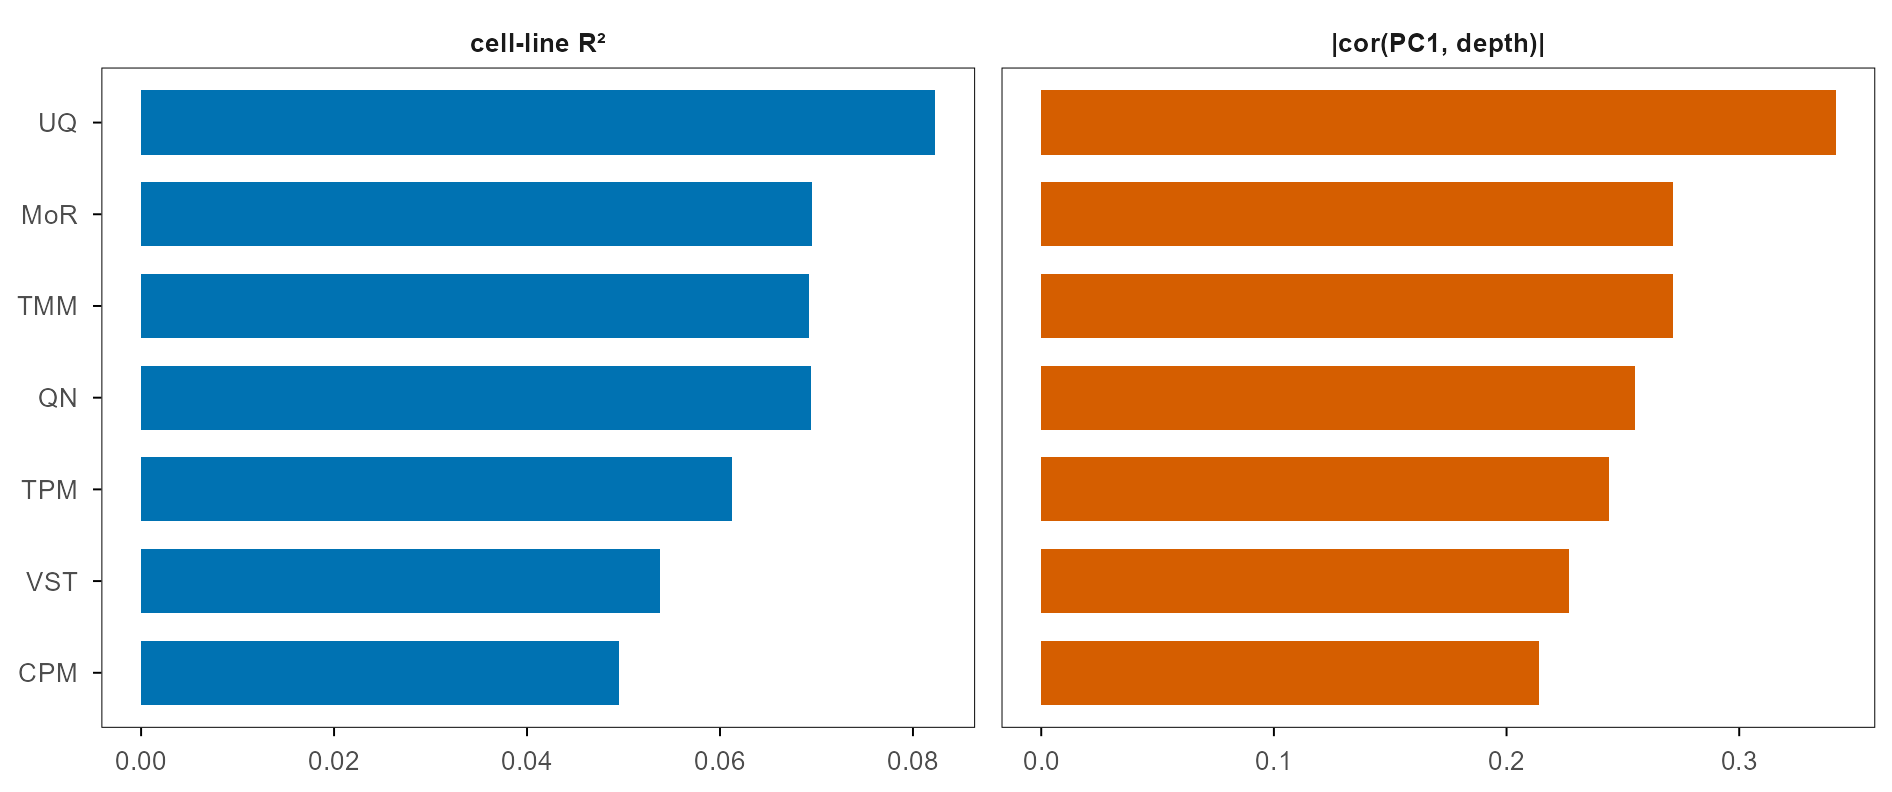 cell-line R²
|cor(PC1, depth)|
UQ
MoR
TMM
QN
TPM
VST
CPM
0.00 0.02 0.04 0.06 0.08
0.0 0.1 0.2 0.3